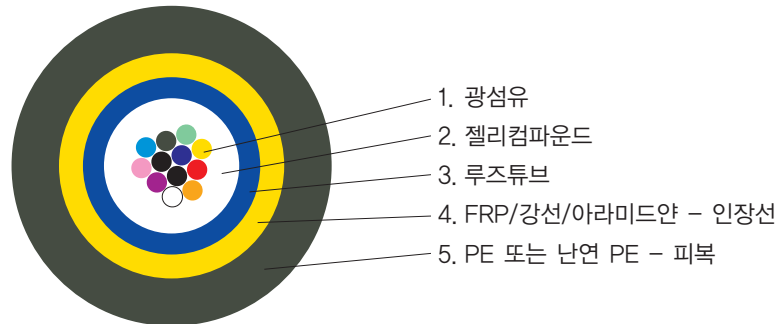 1. 광섬유
2. 젤리컴파운드
3. 루즈튜브
4. FRP/강선/아라미드얀 - 인장선
5. PE 또는 난연 PE - 피복